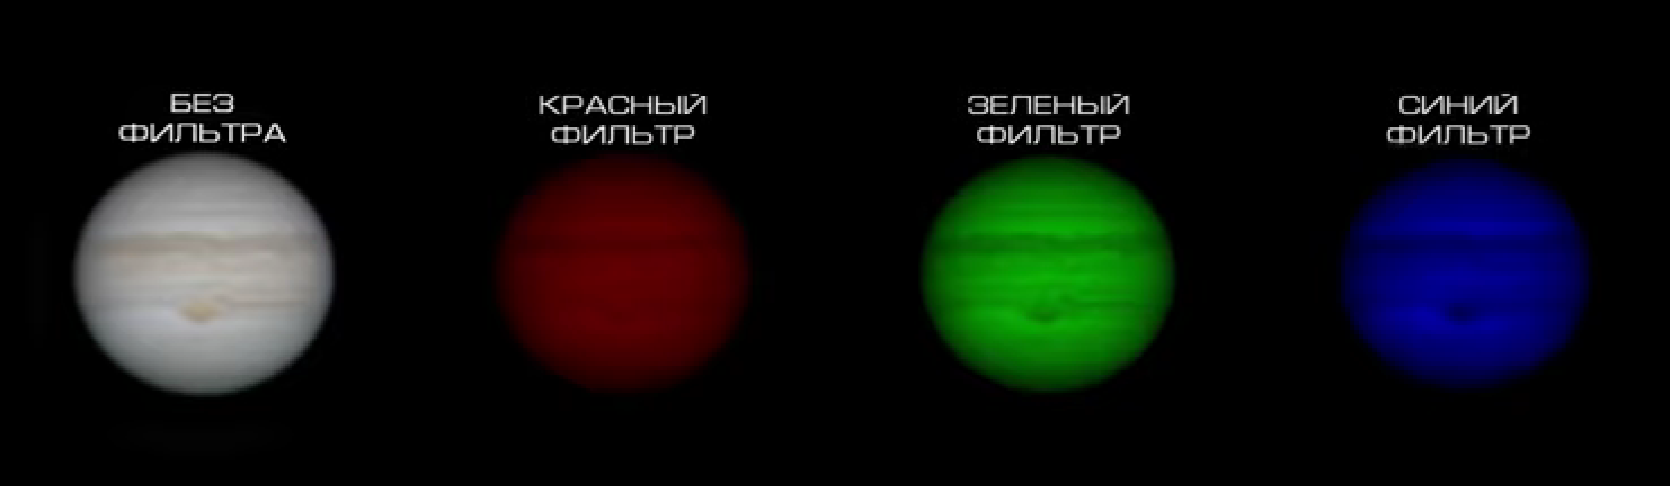 БЕЗ
ФИЛЬТРА
КРАСНЫЙ
ФИЛЬТР
ЗЕЛЕНЫЙ
ФИЛЬТР
СИНИЙ
ФИЛЬТР